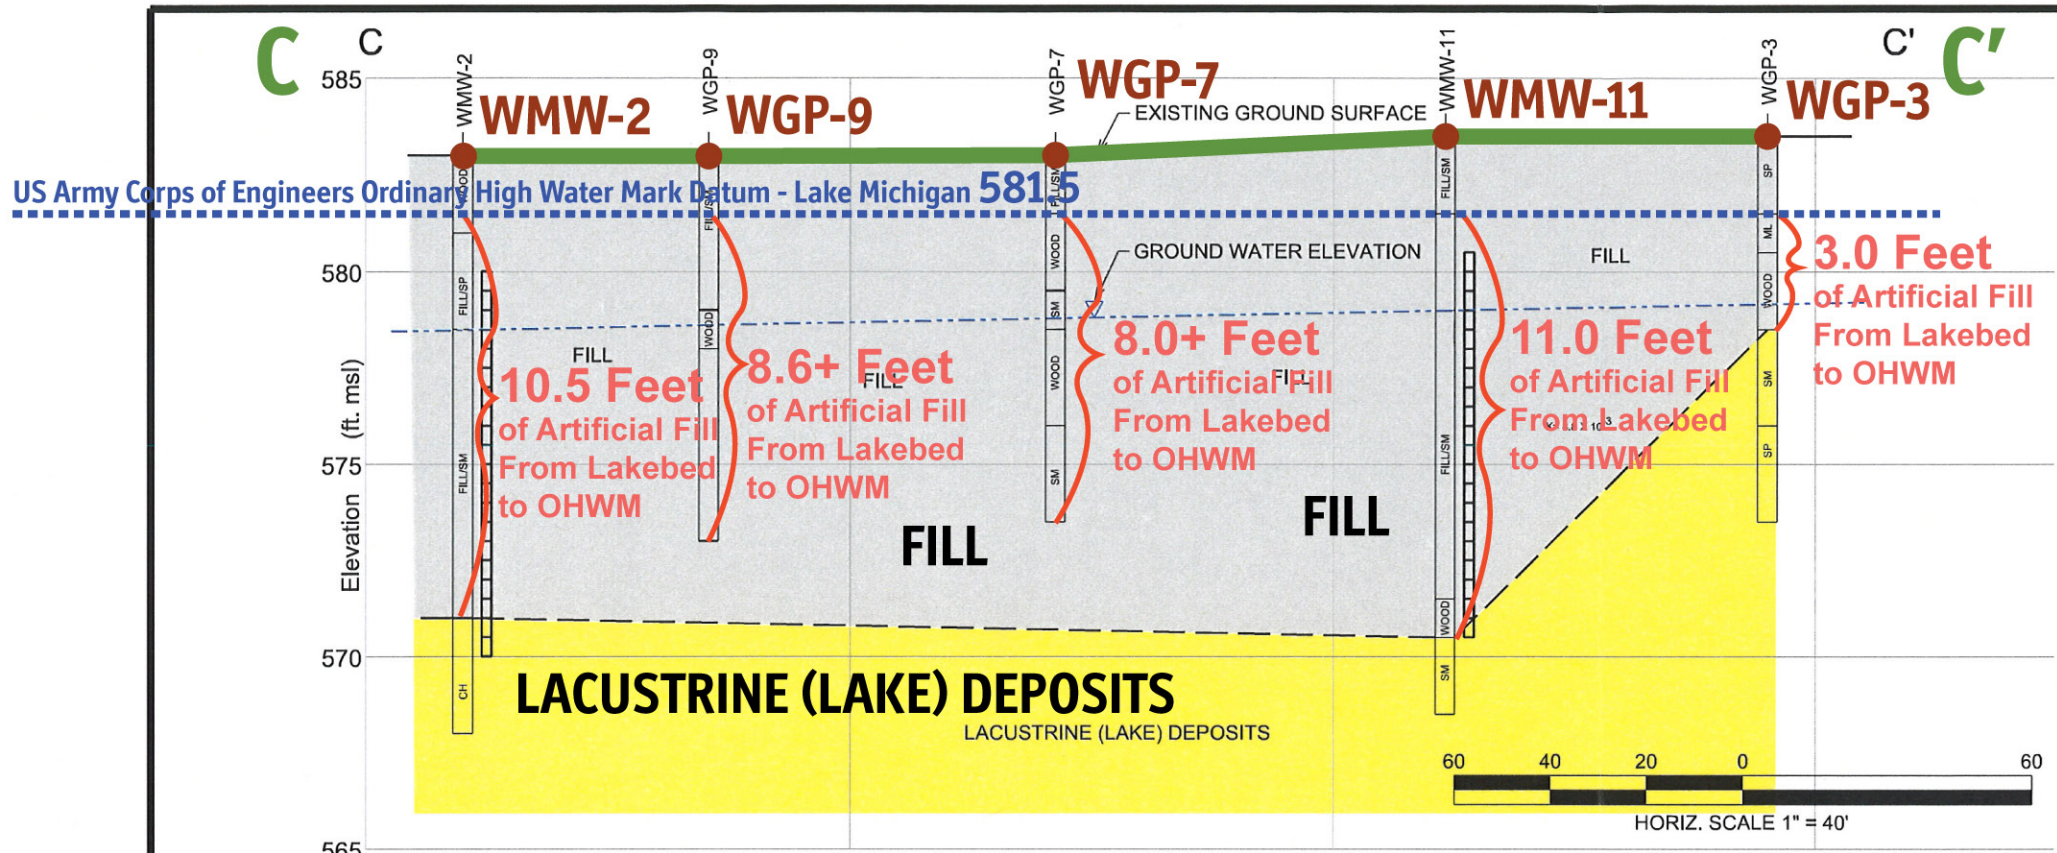 C
C
C'
C'
585
580
575
570
565
Elevation (ft. msl)
WMW-2
WMW-2
WGP-9
WGP-9
WGP-7
WGP-7
WMW-11
WMW-11
WGP-3
WGP-3
EXISTING GROUND SURFACE
US Army Corps of Engineers Ordinary High Water Mark Datum - Lake Michigan 581.5
GROUND WATER ELEVATION
WOOD
FILL/SP
FILL/SM
CH
FILL/SM
WOOD
FILL/SM
WOOD
SM
WOOD
SM
FILL/SM
FILL/SM
WOOD
SM
SP
ML
WOOD
SM
SP
FILL
FILL
FILL
FILL
10.5 Feet
of Artificial Fill
From Lakebed
to OHWM
8.6+ Feet
of Artificial Fill
From Lakebed
to OHWM
8.0+ Feet
of Artificial Fill
From Lakebed
to OHWM
11.0 Feet
of Artificial Fill
From Lakebed
to OHWM
3.0 Feet
of Artificial Fill
From Lakebed
to OHWM
FILL
FILL
LACUSTRINE (LAKE) DEPOSITS
LACUSTRINE (LAKE) DEPOSITS
60 40 20 0 60
HORIZ. SCALE 1" = 40'